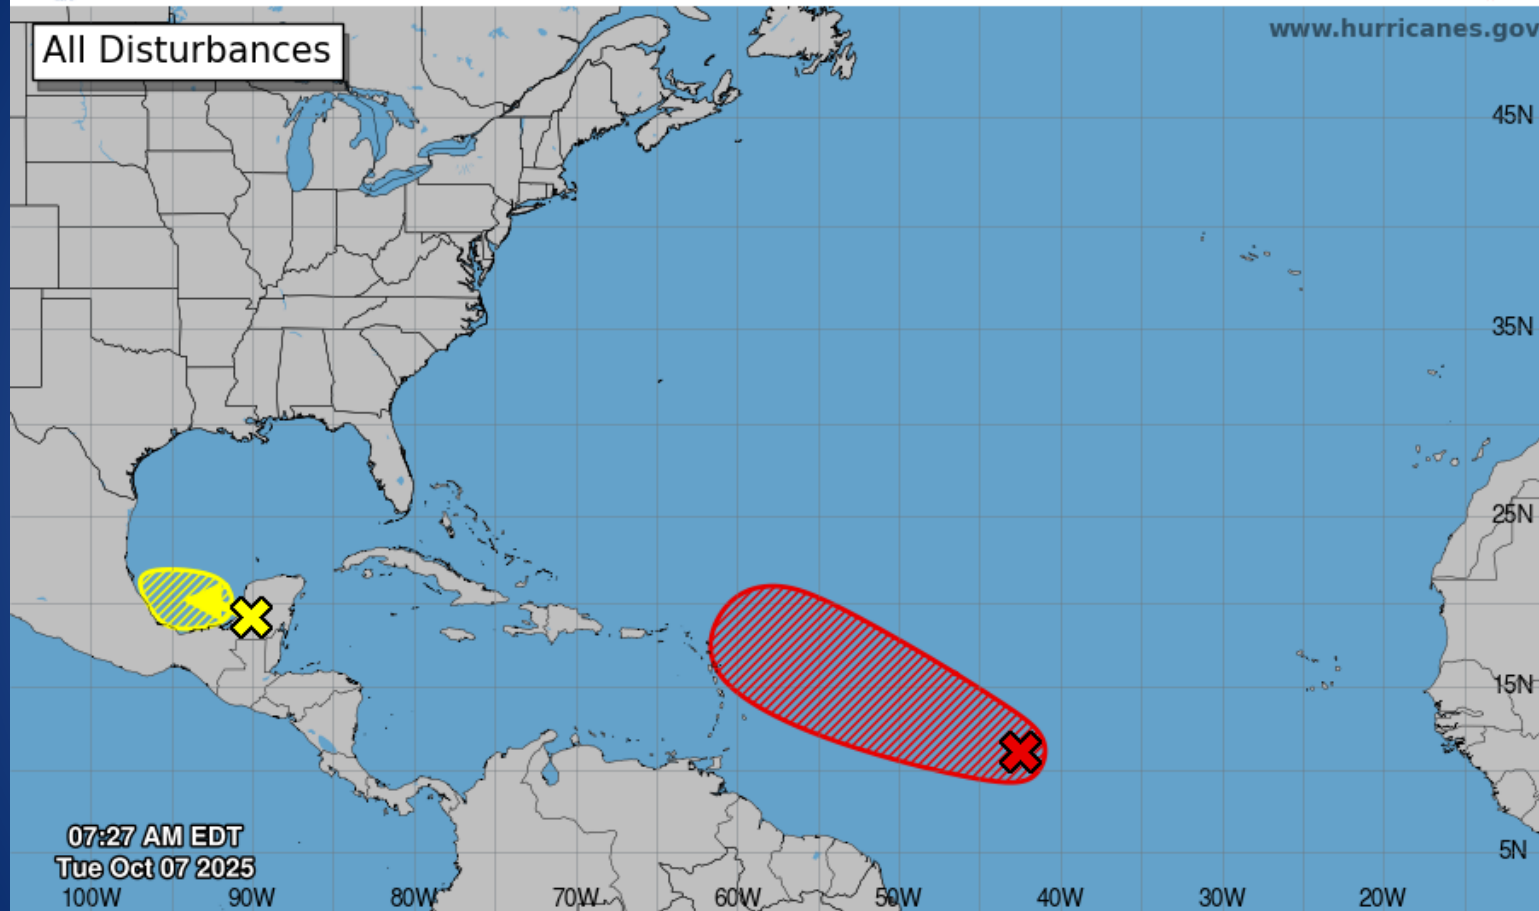 All Disturbances
www.hurricanes.gov
45N
35N
25N
15N
5N
07:27 AM EDT
Tue Oct 07 2025
100W 90W 80W 70W 60W 50W 40W 30W 20W